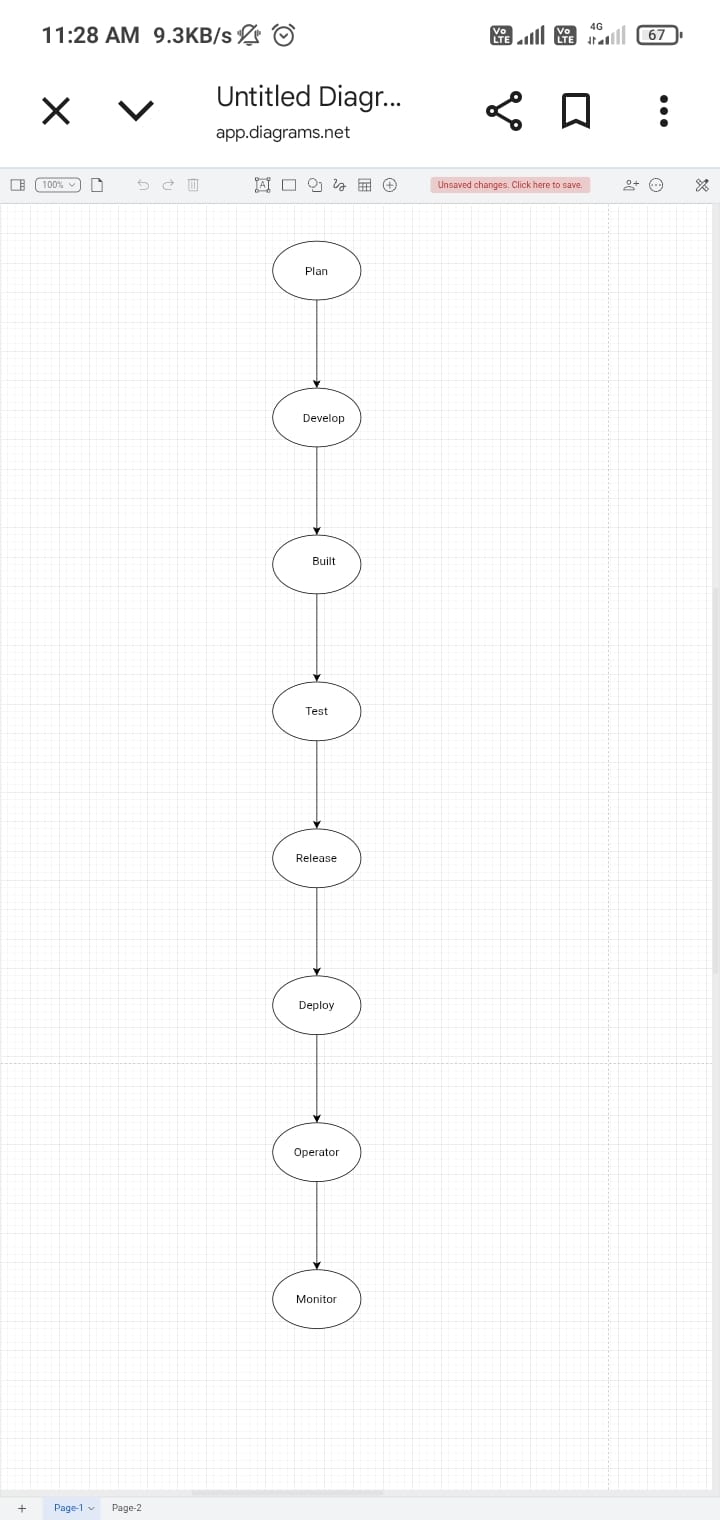 11:28 AM 9.3KB/s Vo LTE Vo LTE 4G 67
Untitled Diagr...
app.diagrams.net
100% Unsaved changes. Click here to save.
Plan
Develop
Built
Test
Release
Deploy
Operator
Monitor
+ Page-1 Page-2